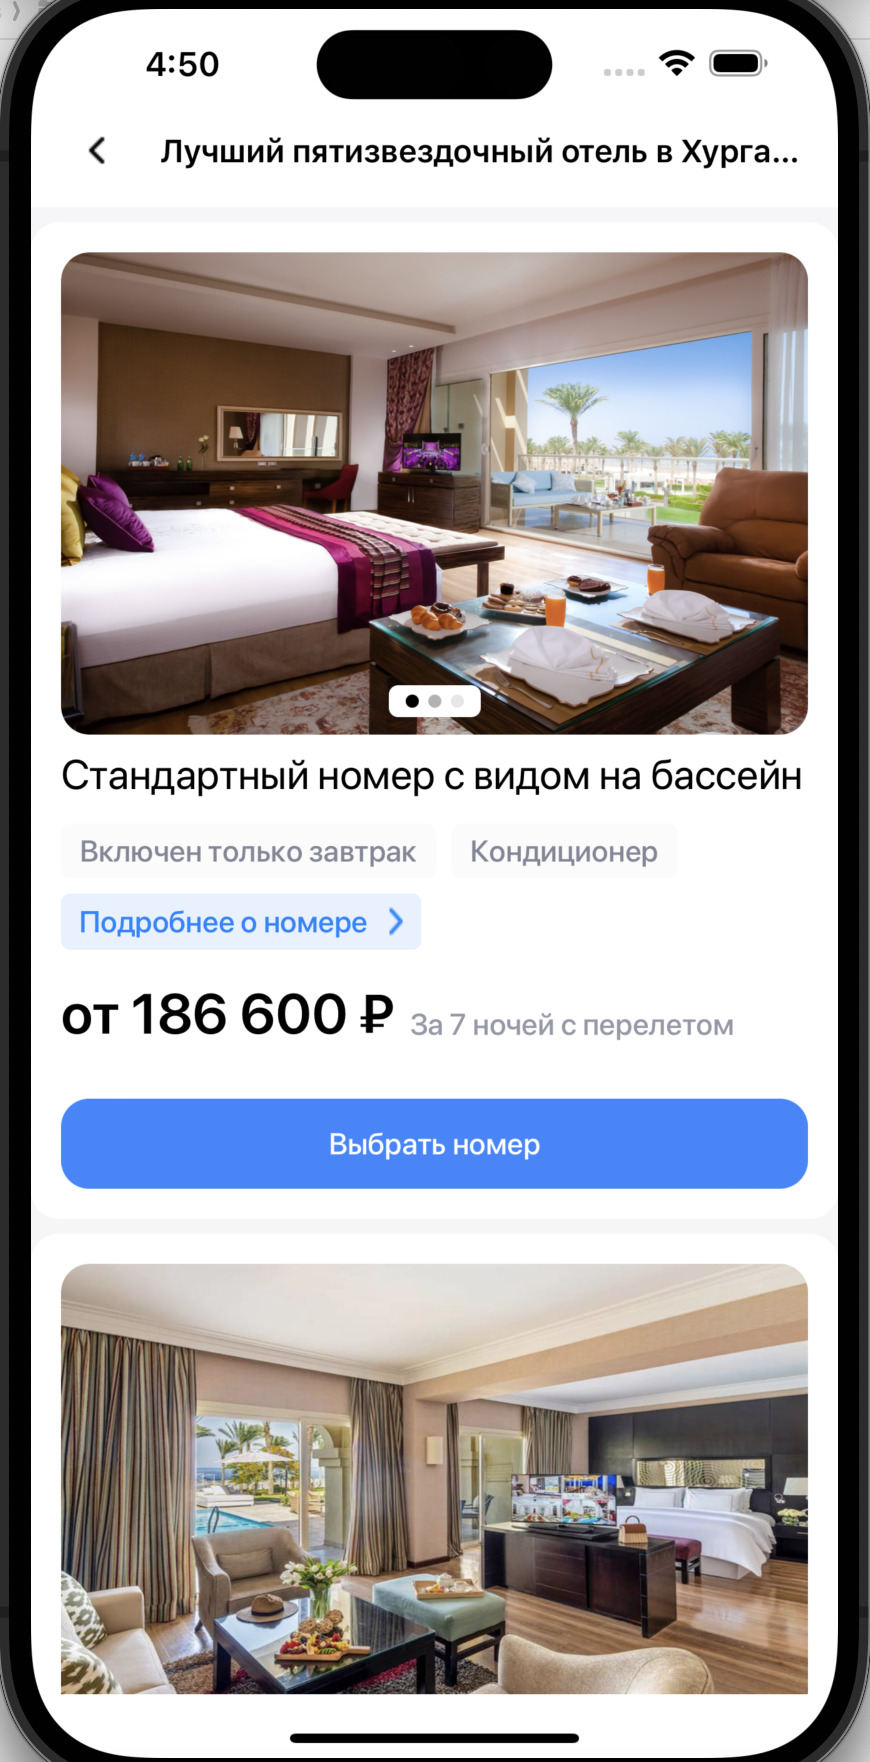 4:50
Лучший пятизвездочный отель в Хурга...
Стандартный номер с видом на бассейн
Включен только завтрак
Кондиционер
Подробнее о номере
от 186 600 ₽ За 7 ночей с перелетом
Выбрать номер